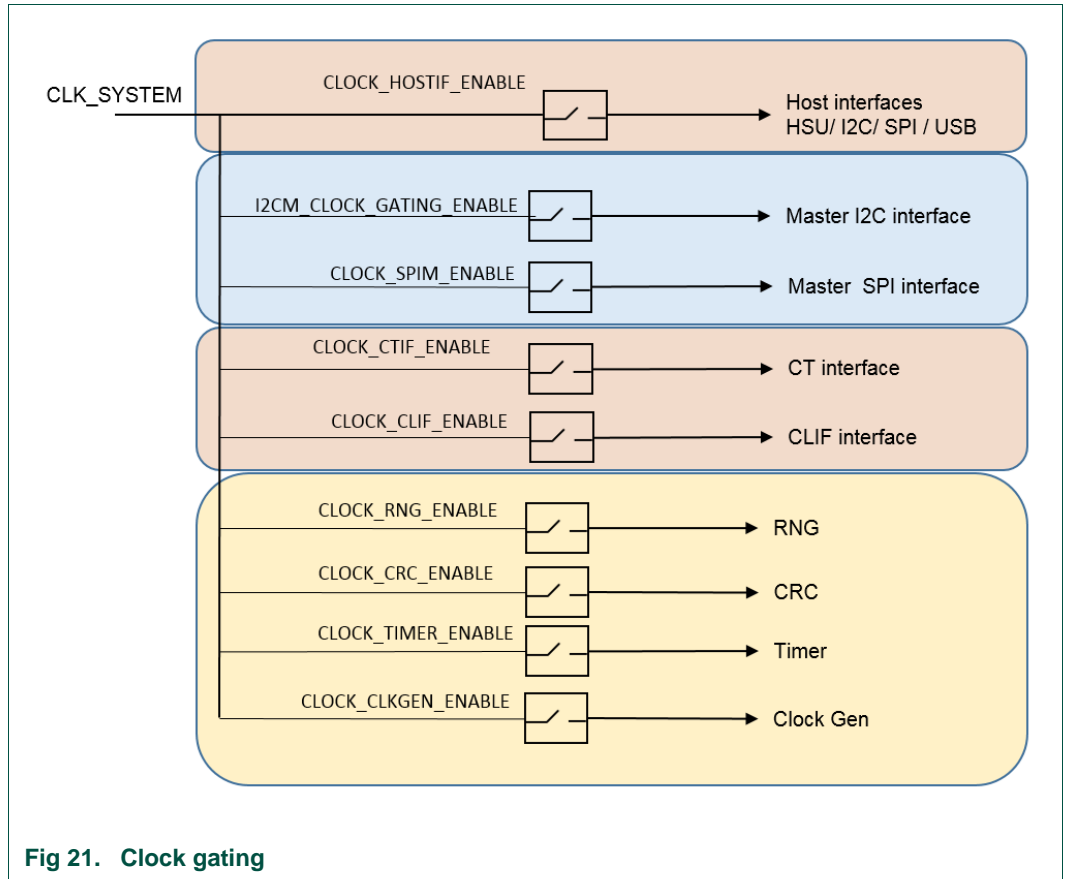 CLK_SYSTEM
CLOCK_HOSTIF_ENABLE
Host interfaces
HSU/ I2C/ SPI / USB
I2CM_CLOCK_GATING_ENABLE
Master I2C interface
CLOCK_SPIM_ENABLE
Master SPI interface
CLOCK_CTIF_ENABLE
CT interface
CLOCK_CLIF_ENABLE
CLIF interface
CLOCK_RNG_ENABLE
RNG
CLOCK_CRC_ENABLE
CRC
CLOCK_TIMER_ENABLE
Timer
CLOCK_CLKGEN_ENABLE
Clock Gen
Fig 21. Clock gating